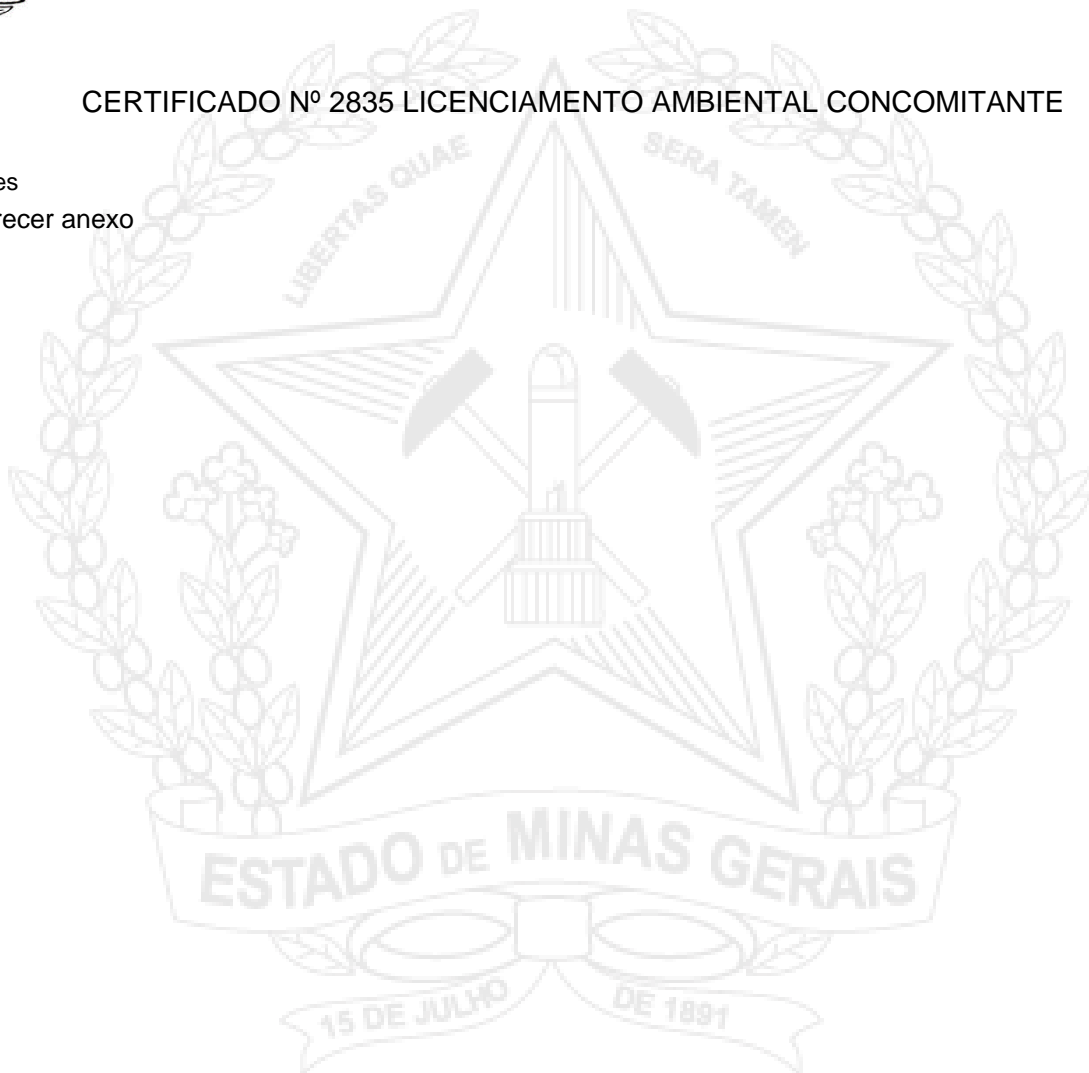 CERTIFICADO Nº 2835 LICENCIAMENTO AMBIENTAL CONCOMITANTE
es
recer anexo
LIBERTAS QUAE SERA TAMEN
ESTADO DE MINAS GERAIS
15 DE JULHO DE 1891